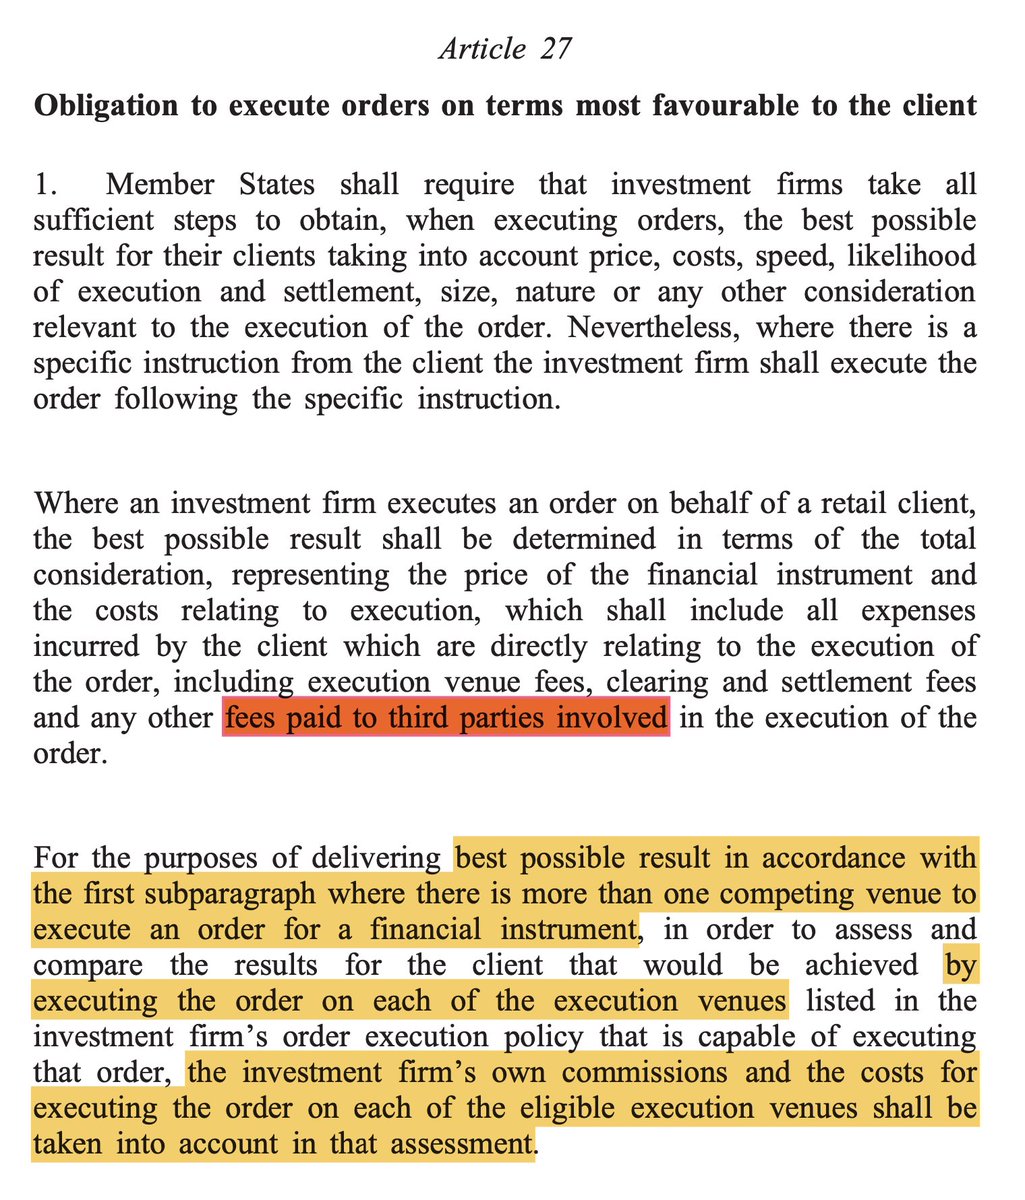 Article 27
Obligation to execute orders on terms most favourable to the client
1. Member States shall require that investment firms take all
sufficient steps to obtain, when executing orders, the best possible
result for their clients taking into account price, costs, speed, likelihood
of execution and settlement, size, nature or any other consideration
relevant to the execution of the order. Nevertheless, where there is a
specific instruction from the client the investment firm shall execute the
order following the specific instruction.
Where an investment firm executes an order on behalf of a retail client,
the best possible result shall be determined in terms of the total
consideration, representing the price of the financial instrument and
the costs relating to execution, which shall include all expenses
incurred by the client which are directly relating to the execution of
the order, including execution venue fees, clearing and settlement fees
and any other fees paid to third parties involved in the execution of the
order.
For the purposes of delivering best possible result in accordance with
the first subparagraph where there is more than one competing venue to
execute an order for a financial instrument, in order to assess and
compare the results for the client that would be achieved by
executing the order on each of the execution venues listed in the
investment firm's order execution policy that is capable of executing
that order, the investment firm's own commissions and the costs for
executing the order on each of the eligible execution venues shall be
taken into account in that assessment.